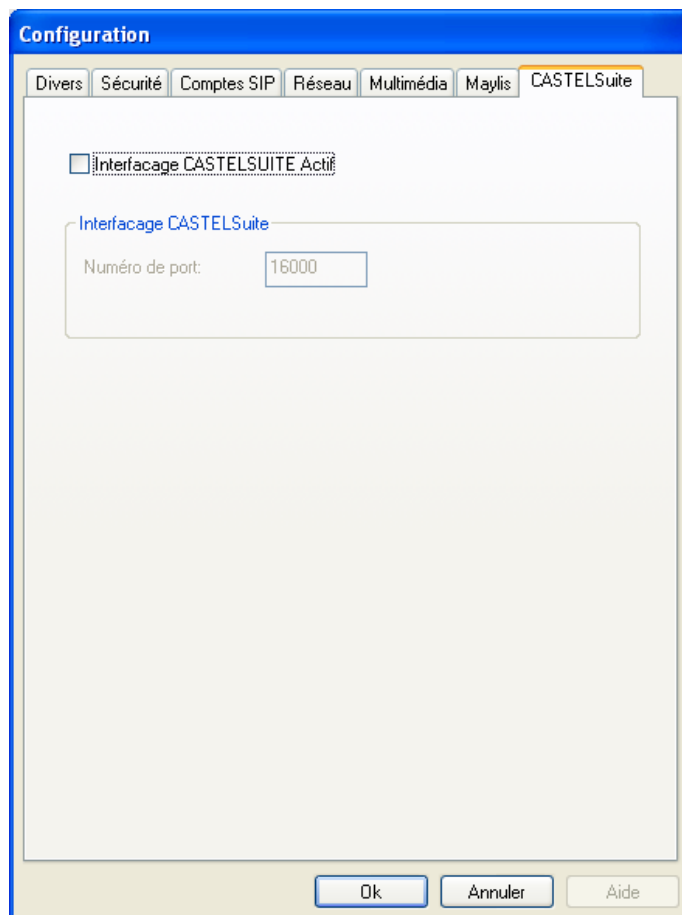 Configuration
Divers Sécurité Comptes SIP Réseau Multimédia Maylis CASTELSuite
Interfacage CASTELSUITE Actif
Interfacage CASTELSuite
Numéro de port: 16000
Ok Annuler Aide